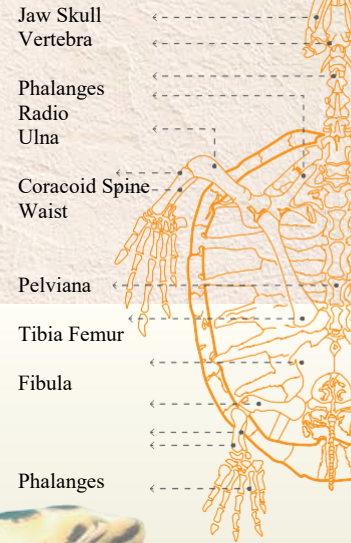 Jaw Skull
Vertebra
Phalanges
Radio
Ulna
Coracoid Spine
Waist
Pelviana
Tibia Femur
Fibula
Phalanges